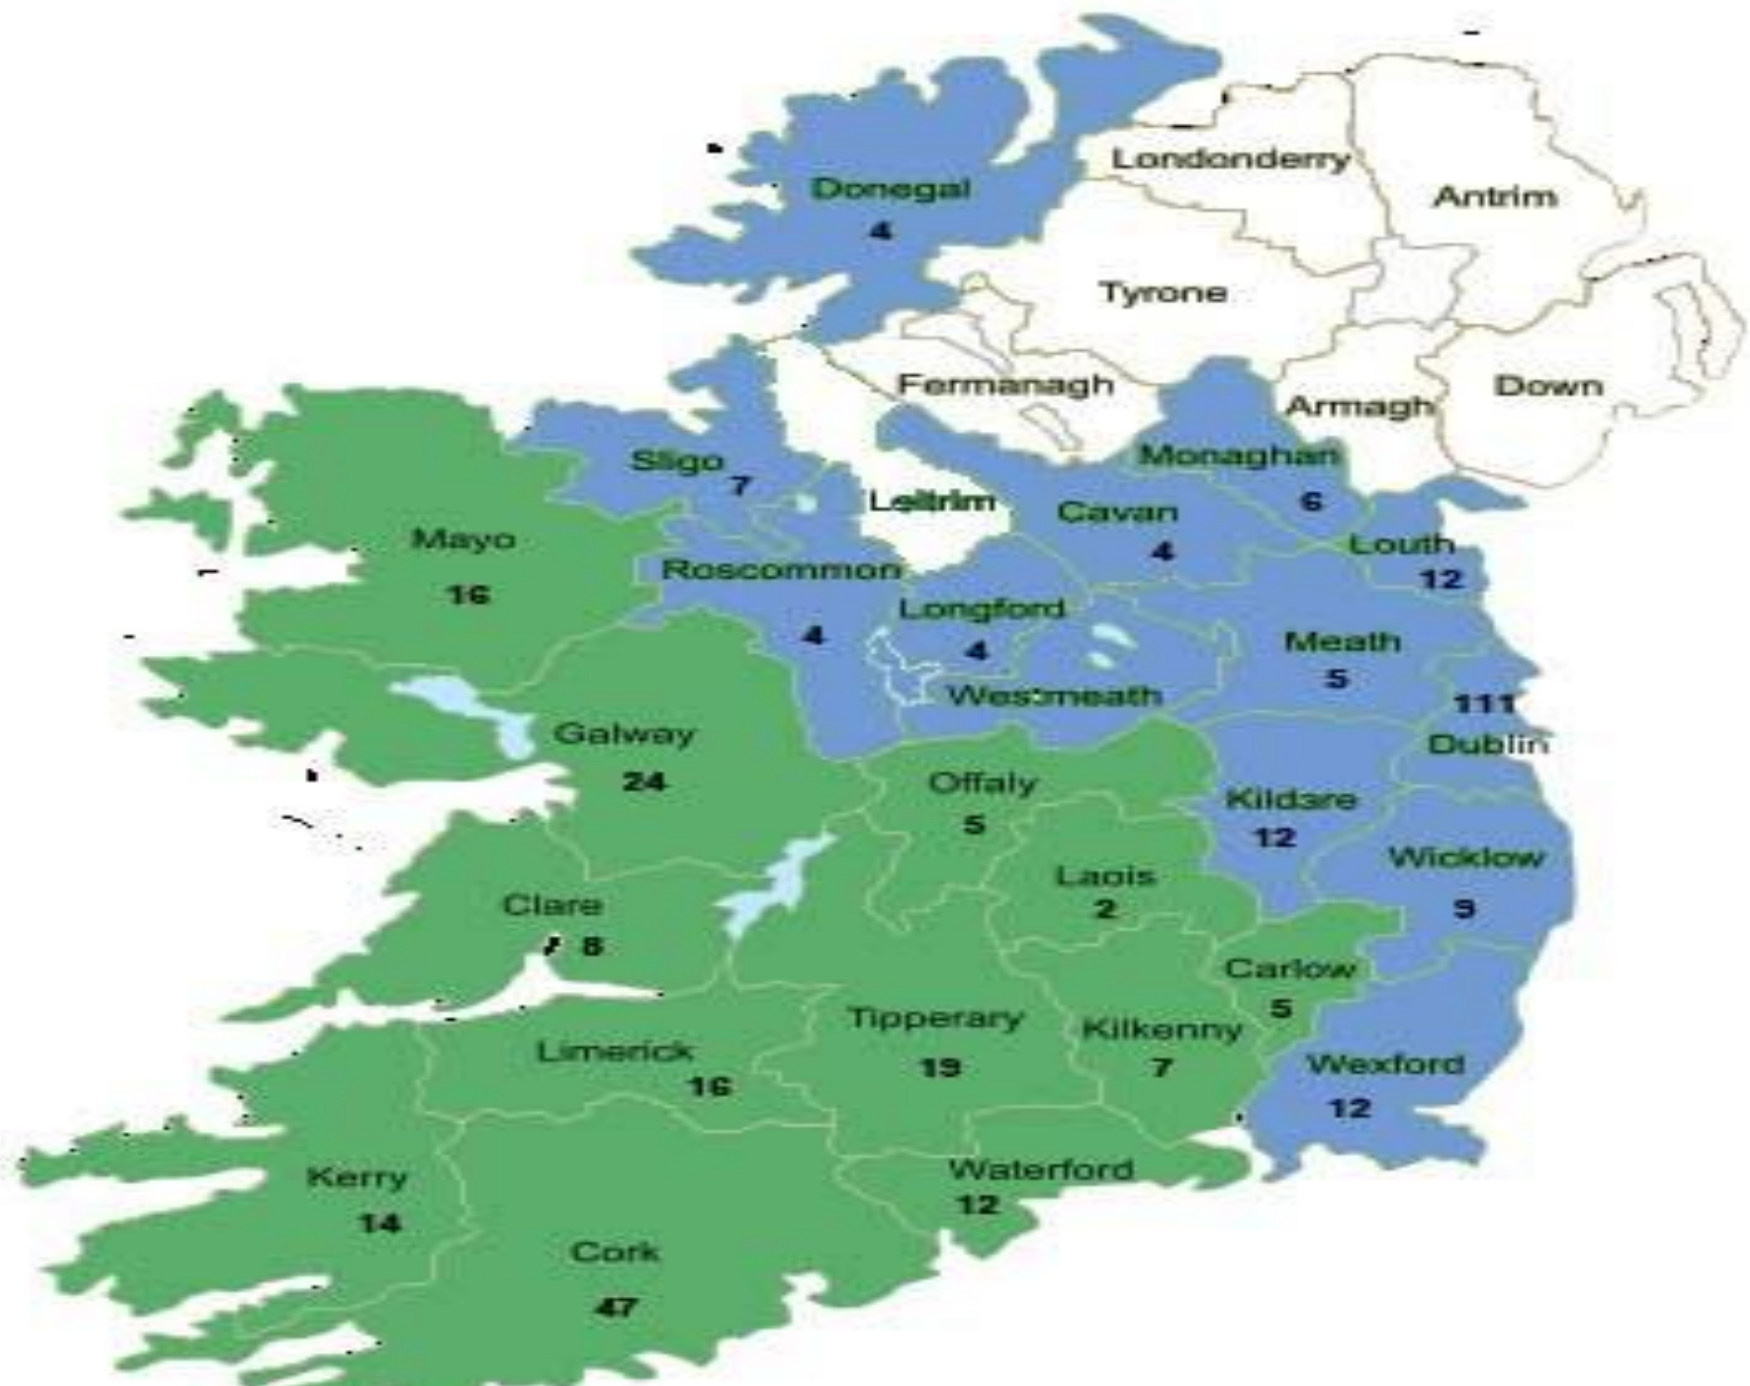 Londonderry
Antrim
Donegal
4
Tyrone
Fermanagh
Down
Armagh
Monaghan
6
Sligo
7
Leitrim
Cavan
4
Mayo
16
Louth
12
Roscommon
4
Longford
4
Meath
5
Westmeath
111
Dublin
Galway
24
Offaly
5
Kildare
12
Wicklow
9
Laois
2
Clare
8
Carlow
5
Tipperary
19
Kilkenny
7
Limerick
16
Wexford
12
Waterford
12
Kerry
14
Cork
47